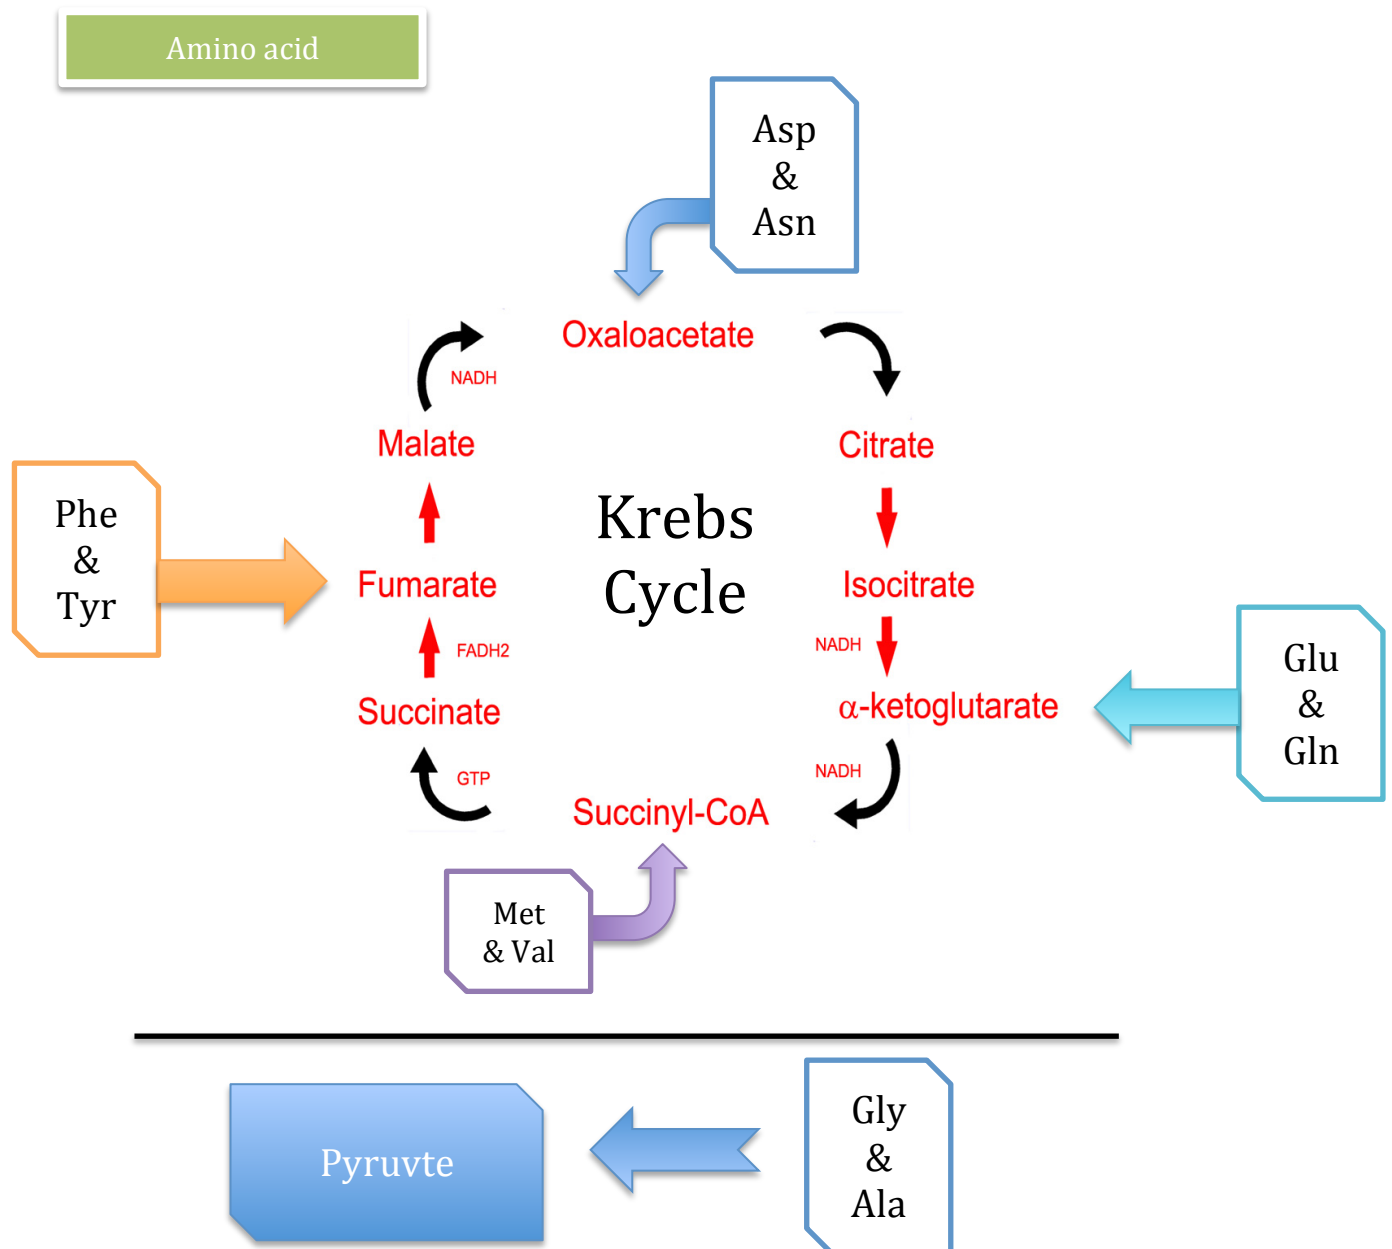 Amino acid
Asp
&
Asn
Oxaloacetate
NADH
Malate
Citrate
Phe
&
Tyr
Krebs
Cycle
Fumarate
Isocitrate
FADH2
NADH
Glu
&
Gln
Succinate
α-ketoglutarate
GTP
NADH
Succinyl-CoA
Met
& Val
Pyruvte
Gly
&
Ala